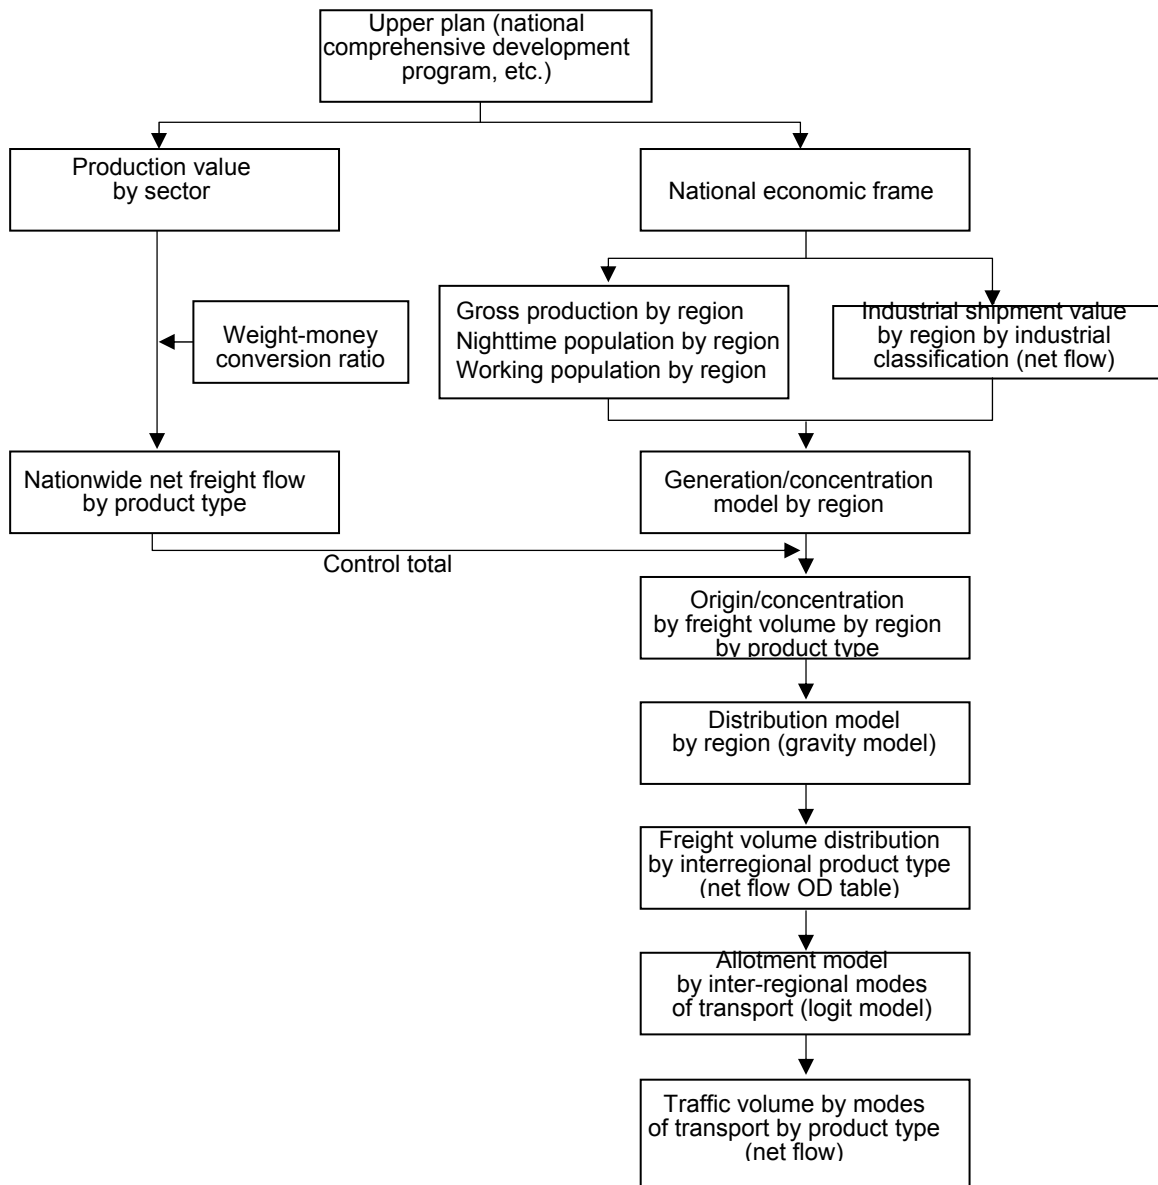 Upper plan (national
comprehensive development
program, etc.)
Production value
by sector
National economic frame
Weight-money
conversion ratio
Gross production by region
Nighttime population by region
Working population by region
Industrial shipment value
by region by industrial
classification (net flow)
Nationwide net freight flow
by product type
Generation/concentration
model by region
Control total
Origin/concentration
by freight volume by region
by product type
Distribution model
by region (gravity model)
Freight volume distribution
by interregional product type
(net flow OD table)
Allotment model
by inter-regional modes
of transport (logit model)
Traffic volume by modes
of transport by product type
(net flow)